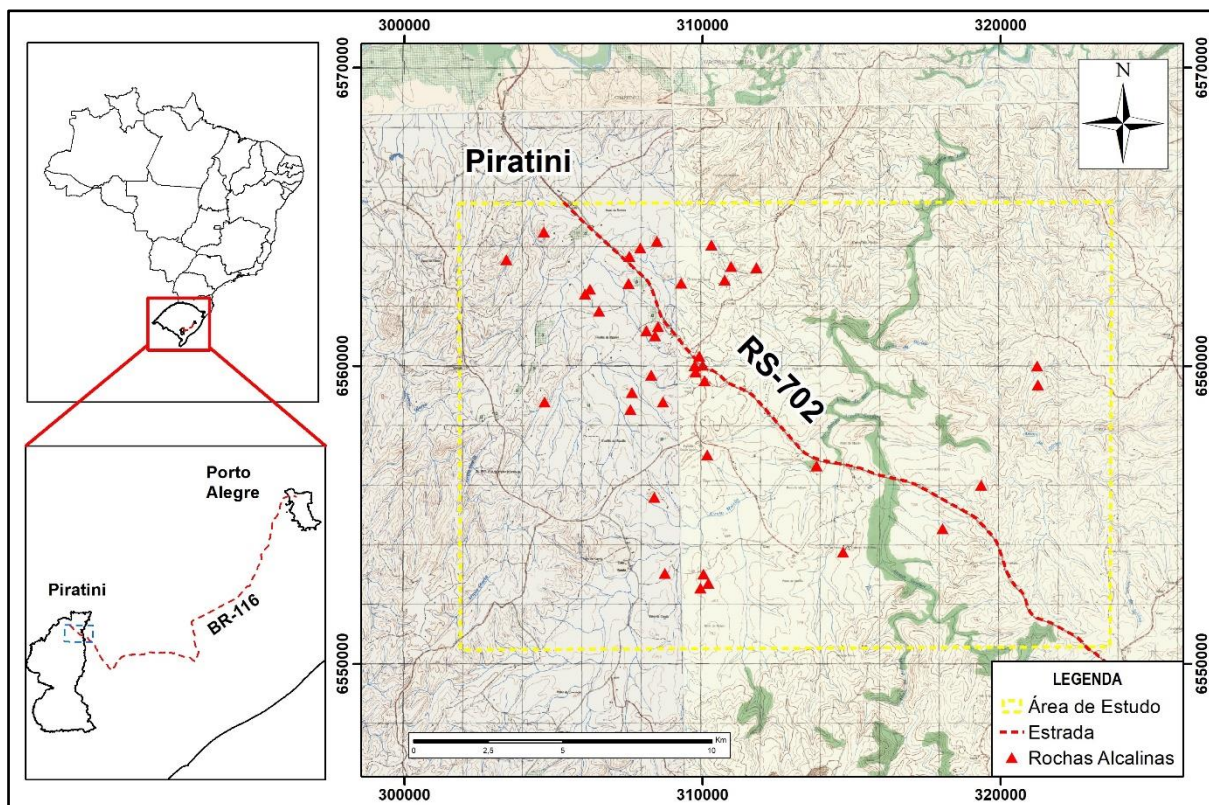 300000
310000
320000
6570000
6570000
N
Piratini
6560000
6560000
RS-702
Porto
Alegre
Piratini
BR-116
6550000
6550000
LEGENDA
Área de Estudo
Estrada
Rochas Alcalinas
Km
0
2,5
5
10
300000
310000
320000